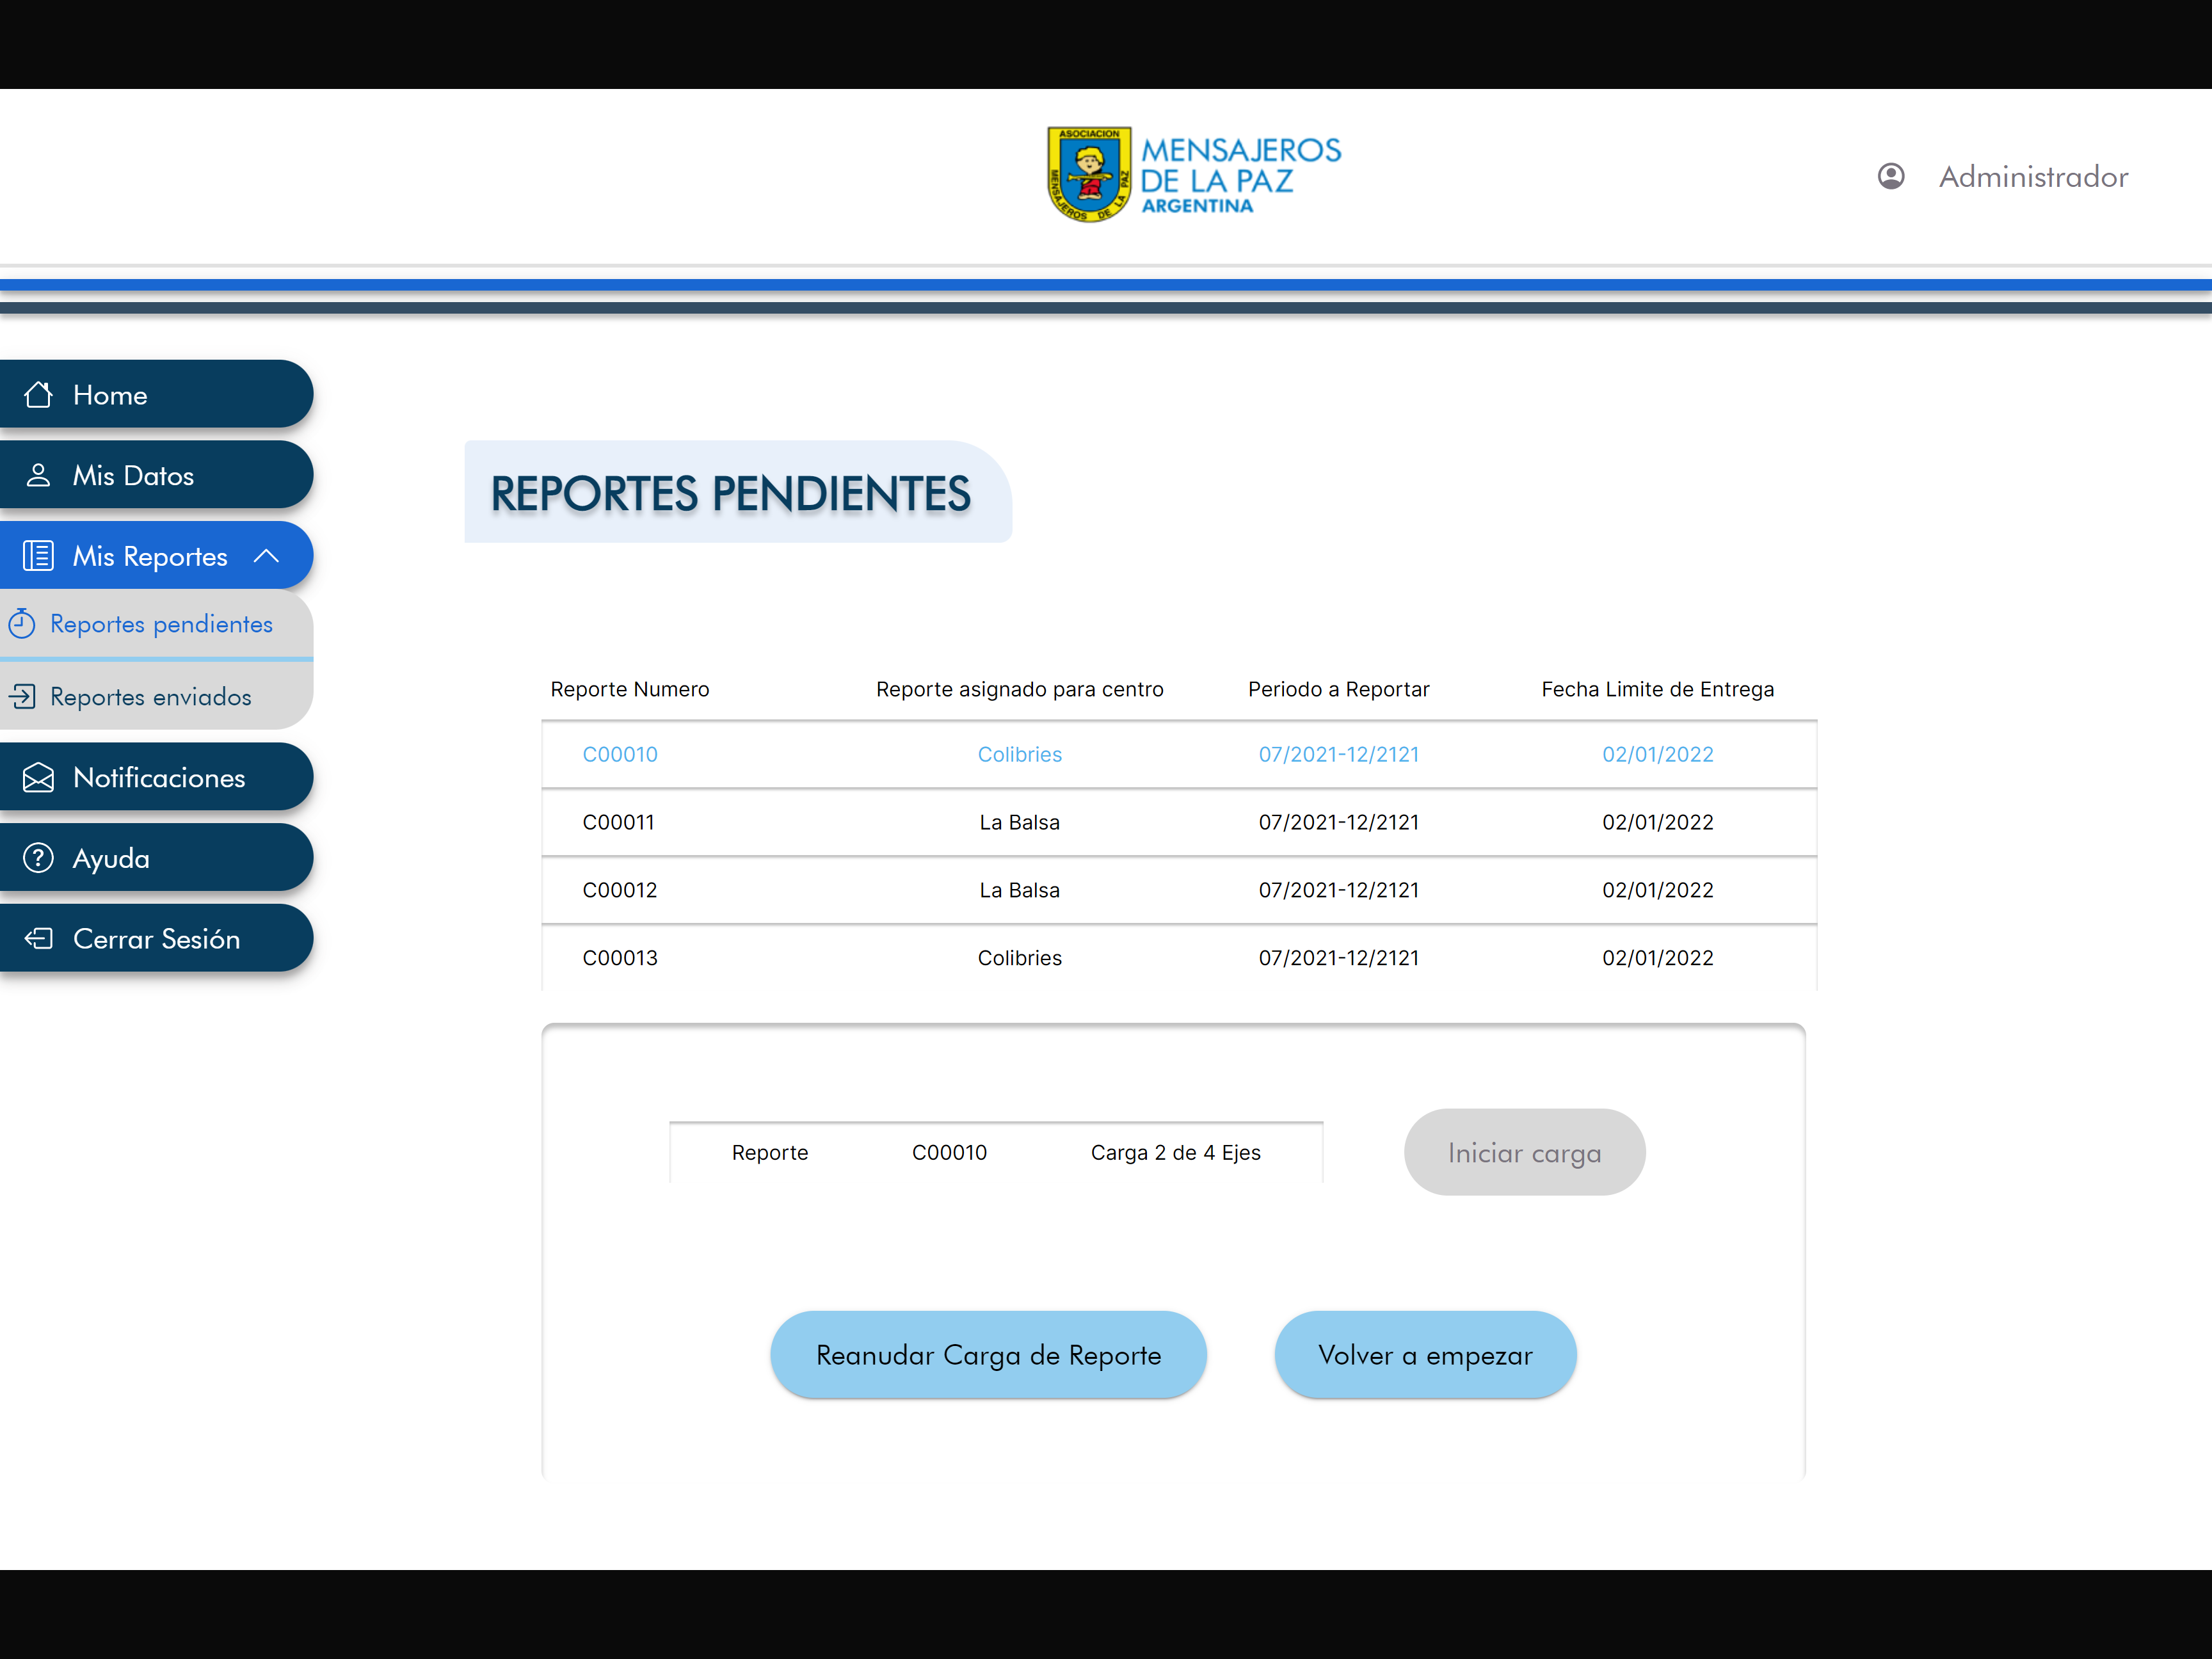 ASOCIACION
MENSAJEROS DE LA PAZ
MENSAJEROS
DE LA PAZ
ARGENTINA
Administrador
Home
Mis Datos
Mis Reportes
Reportes pendientes
Reportes enviados
Notificaciones
Ayuda
Cerrar Sesión
REPORTES PENDIENTES
Reporte Numero Reporte asignado para centro Periodo a Reportar Fecha Limite de Entrega
C00010 Colibries 07/2021-12/2121 02/01/2022
C00011 La Balsa 07/2021-12/2121 02/01/2022
C00012 La Balsa 07/2021-12/2121 02/01/2022
C00013 Colibries 07/2021-12/2121 02/01/2022
Reporte C00010 Carga 2 de 4 Ejes Iniciar carga
Reanudar Carga de Reporte Volver a empezar